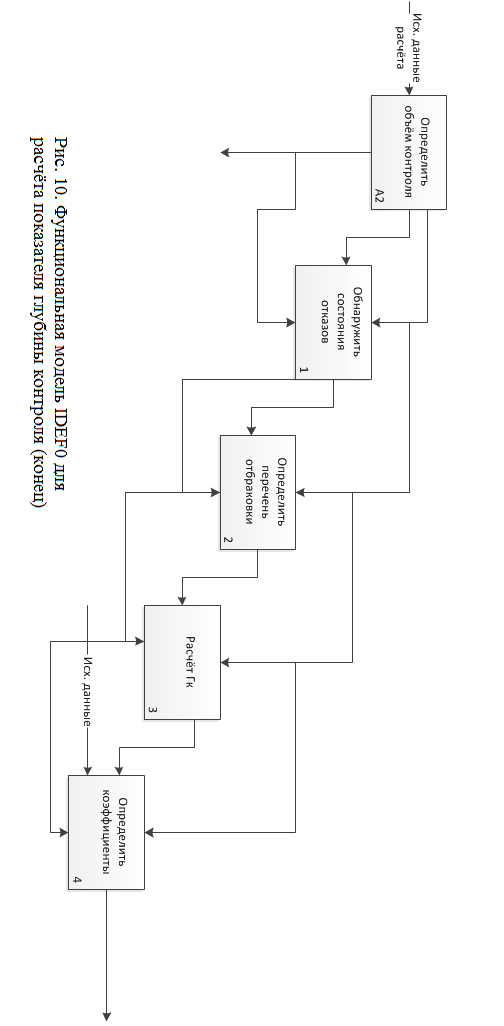 Исх. данные
расчёта
Определить
объём контроля
А2
Обнаружить
состояния
отказов
1
Определить
перечень
отбраковки
2
Расчёт Гк
3
Исх. данные
Определить
коэффициенты
4
Рис. 10. Функциональная модель IDEF0 для
расчёта показателя глубины контроля (конец)